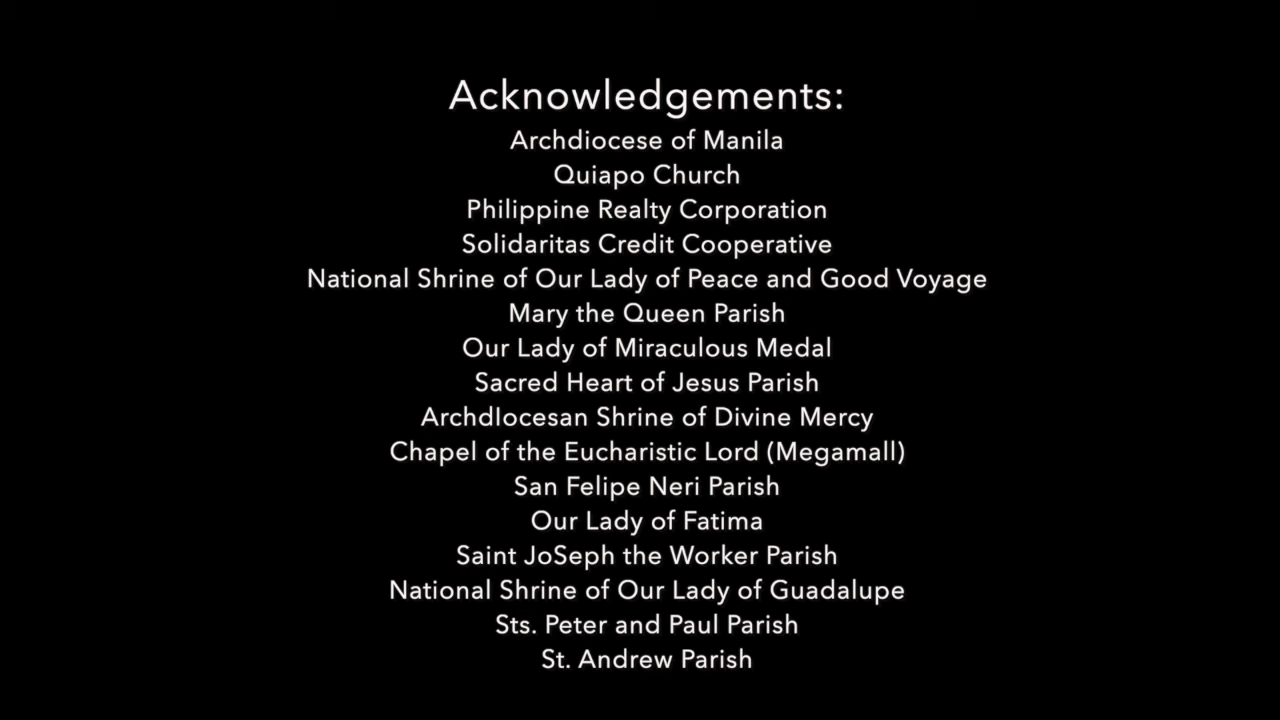 Acknowledgements:
Archdiocese of Manila
Quiapo Church
Philippine Realty Corporation
Solidaritas Credit Cooperative
National Shrine of Our Lady of Peace and Good Voyage
Mary the Queen Parish
Our Lady of Miraculous Medal
Sacred Heart of Jesus Parish
ArchdIocesan Shrine of Divine Mercy
Chapel of the Eucharistic Lord (Megamall)
San Felipe Neri Parish
Our Lady of Fatima
Saint JoSeph the Worker Parish
National Shrine of Our Lady of Guadalupe
Sts. Peter and Paul Parish
St. Andrew Parish